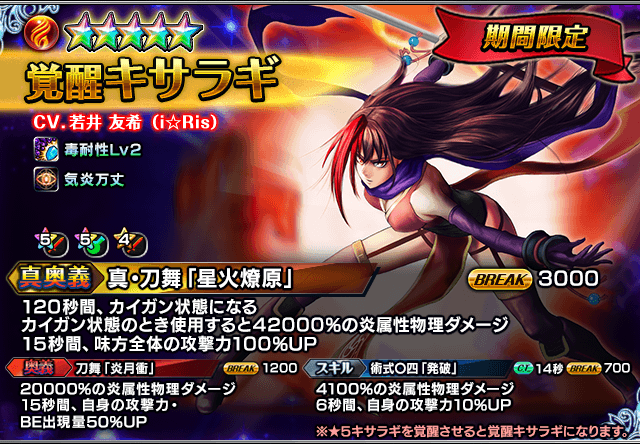 期間限定
覚醒キサラギ
CV.若井 友希（i☆Ris）
毒耐性Lv2
気炎万丈
5 5 4
真奥義 真・刀舞「星火燎原」 BREAK 3000
120秒間、カイガン状態になる
カイガン状態のとき使用すると42000%の炎属性物理ダメージ
15秒間、味方全体の攻撃力100%UP
奥義 刀舞「炎月衝」 BREAK 1200
20000%の炎属性物理ダメージ
15秒間、自身の攻撃力・
BE出現量50%UP
スキル 術式〇四「発破」 CT 14秒 BREAK 700
4100%の炎属性物理ダメージ
6秒間、自身の攻撃力10%UP
※★5キサラギを覚醒させると覚醒キサラギになります。